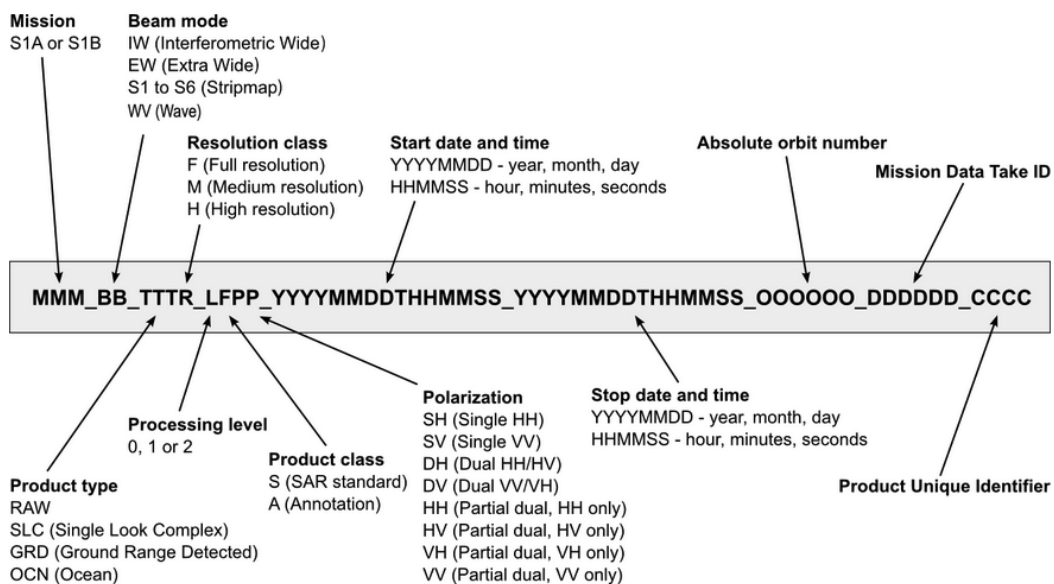 Mission
S1A or S1B
Beam mode
IW (Interferometric Wide)
EW (Extra Wide)
S1 to S6 (Stripmap)
WV (Wave)
Resolution class
F (Full resolution)
M (Medium resolution)
H (High resolution)
Start date and time
YYYYMMDD - year, month, day
HHMMSS - hour, minutes, seconds
Absolute orbit number
Mission Data Take ID
MMM_BB_TTTR_LFPP_YYYYMMDDTHHMMSS_YYYYMMDDTHHMMSS_OOOOOO_DDDDDD_CCCC
Product type
RAW
SLC (Single Look Complex)
GRD (Ground Range Detected)
OCN (Ocean)
Processing level
0, 1 or 2
Product class
S (SAR standard)
A (Annotation)
Polarization
SH (Single HH)
SV (Single VV)
DH (Dual HH/HV)
DV (Dual VV/VH)
HH (Partial dual, HH only)
HV (Partial dual, HV only)
VH (Partial dual, VH only)
VV (Partial dual, VV only)
Stop date and time
YYYYMMDD - year, month, day
HHMMSS - hour, minutes, seconds
Product Unique Identifier